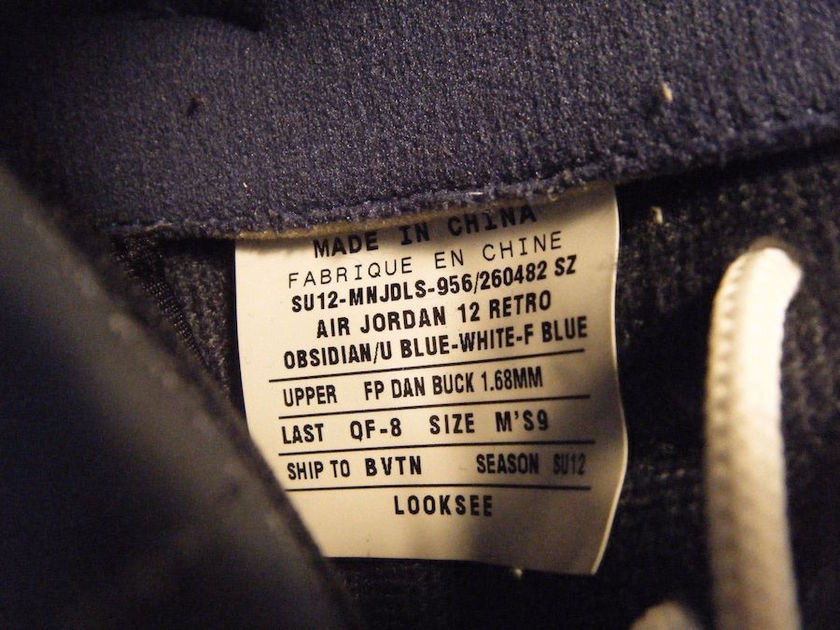 MADE IN CHINA
FABRIQUE EN CHINE
SU12-MNJDLS-956/260482 SZ
AIR JORDAN 12 RETRO
OBSIDIAN/U BLUE-WHITE-F BLUE
UPPER FP DAN BUCK 1.68MM
LAST QF-8 SIZE M'S9
SHIP TO BVTN SEASON SU12
LOOKSEE